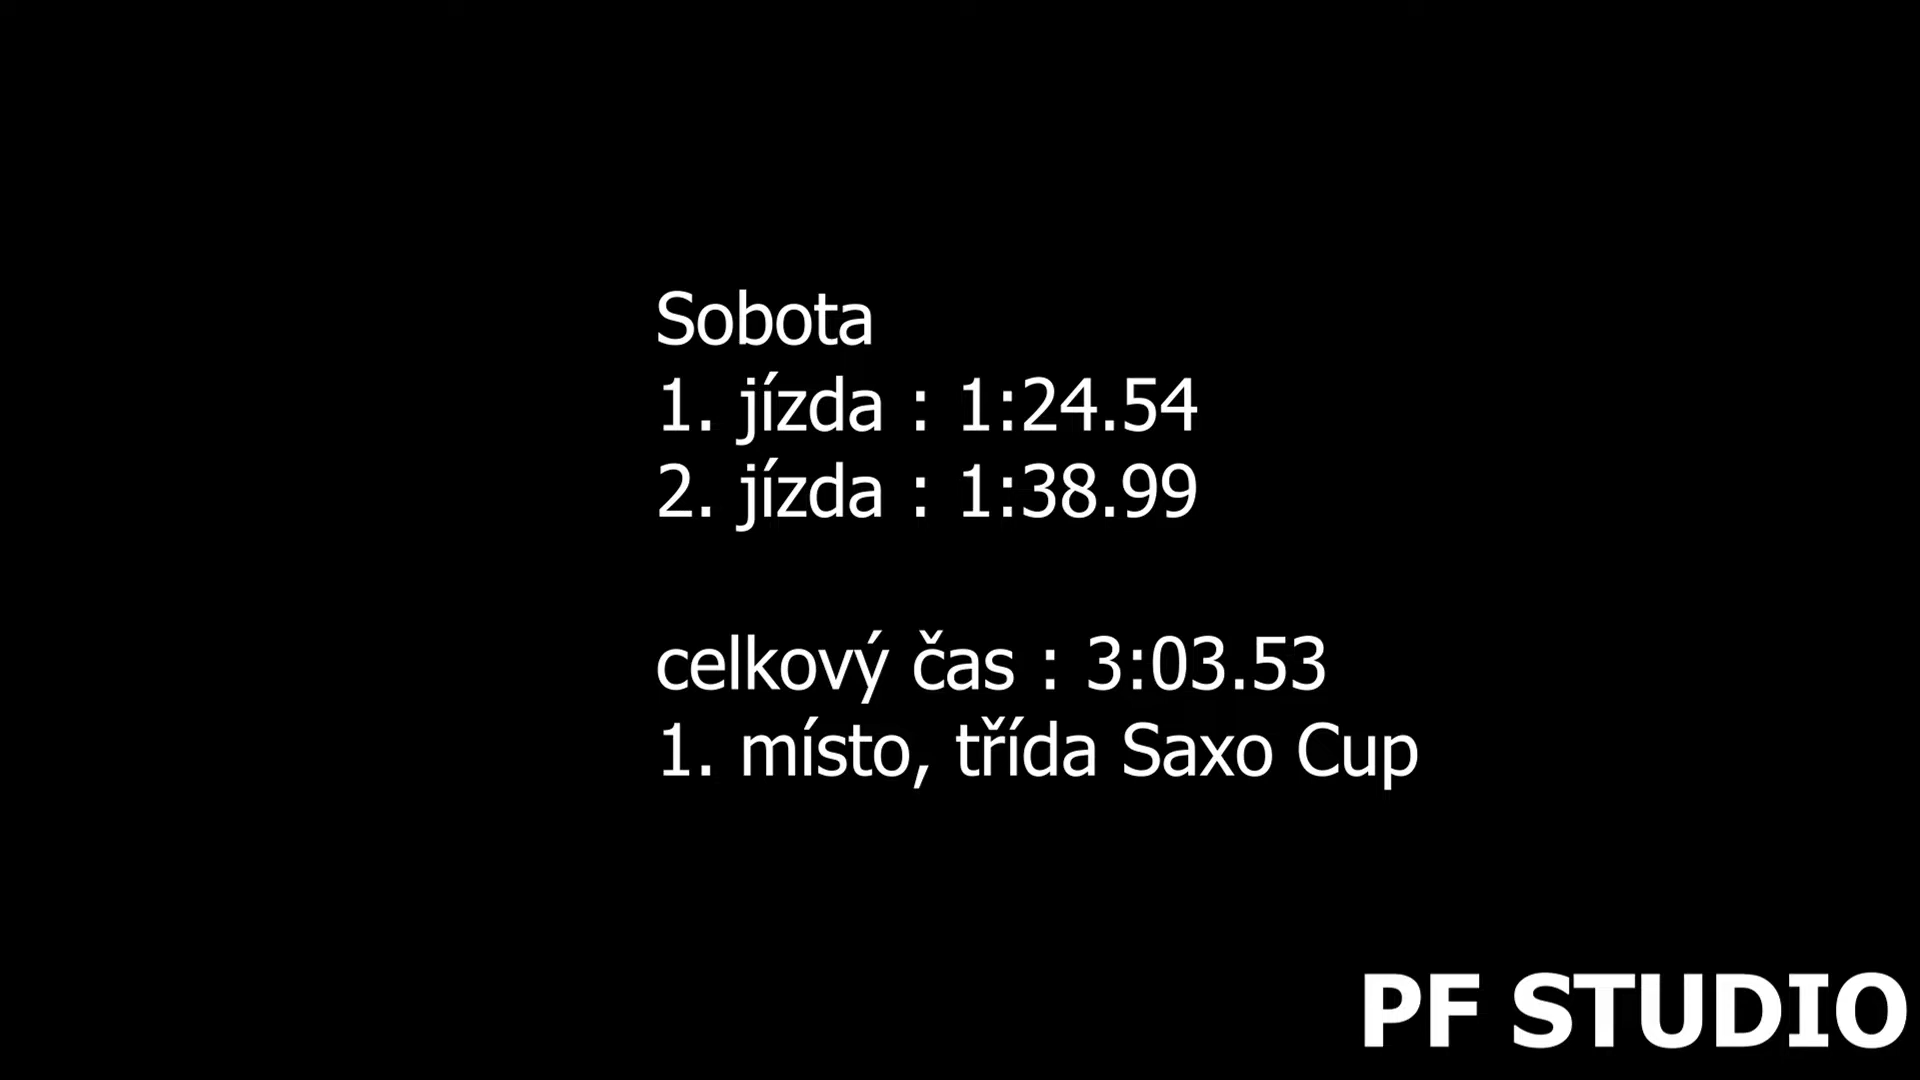 Sobota
1. jízda : 1:24.54
2. jízda : 1:38.99
celkový čas : 3:03.53
1. místo, třída Saxo Cup
PF STUDIO